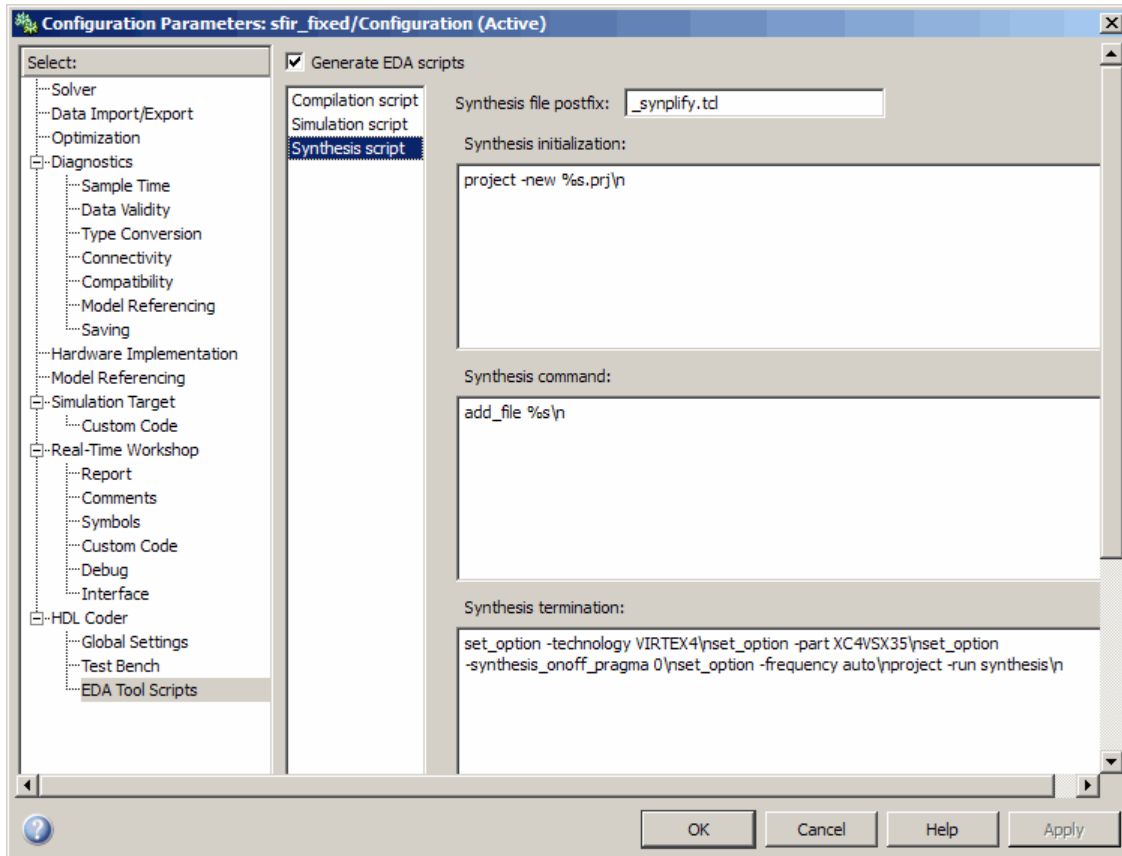 Configuration Parameters: sfir_fixed/Configuration (Active)
Select:
Solver
Data Import/Export
Optimization
Diagnostics
Sample Time
Data Validity
Type Conversion
Connectivity
Compatibility
Model Referencing
Saving
Hardware Implementation
Model Referencing
Simulation Target
Custom Code
Real-Time Workshop
Report
Comments
Symbols
Custom Code
Debug
Interface
HDL Coder
Global Settings
Test Bench
EDA Tool Scripts
Generate EDA scripts
Compilation script
Simulation script
Synthesis script
Synthesis file postfix: _synplify.tcl
Synthesis initialization:
project -new %s.prj\n
Synthesis command:
add_file %s\n
Synthesis termination:
set_option -technology VIRTEX4\nset_option -part XC4VSX35\nset_option
-synthesis_onoff_pragma 0\nset_option -frequency auto\nproject -run synthesis\n
?
OK Cancel Help Apply